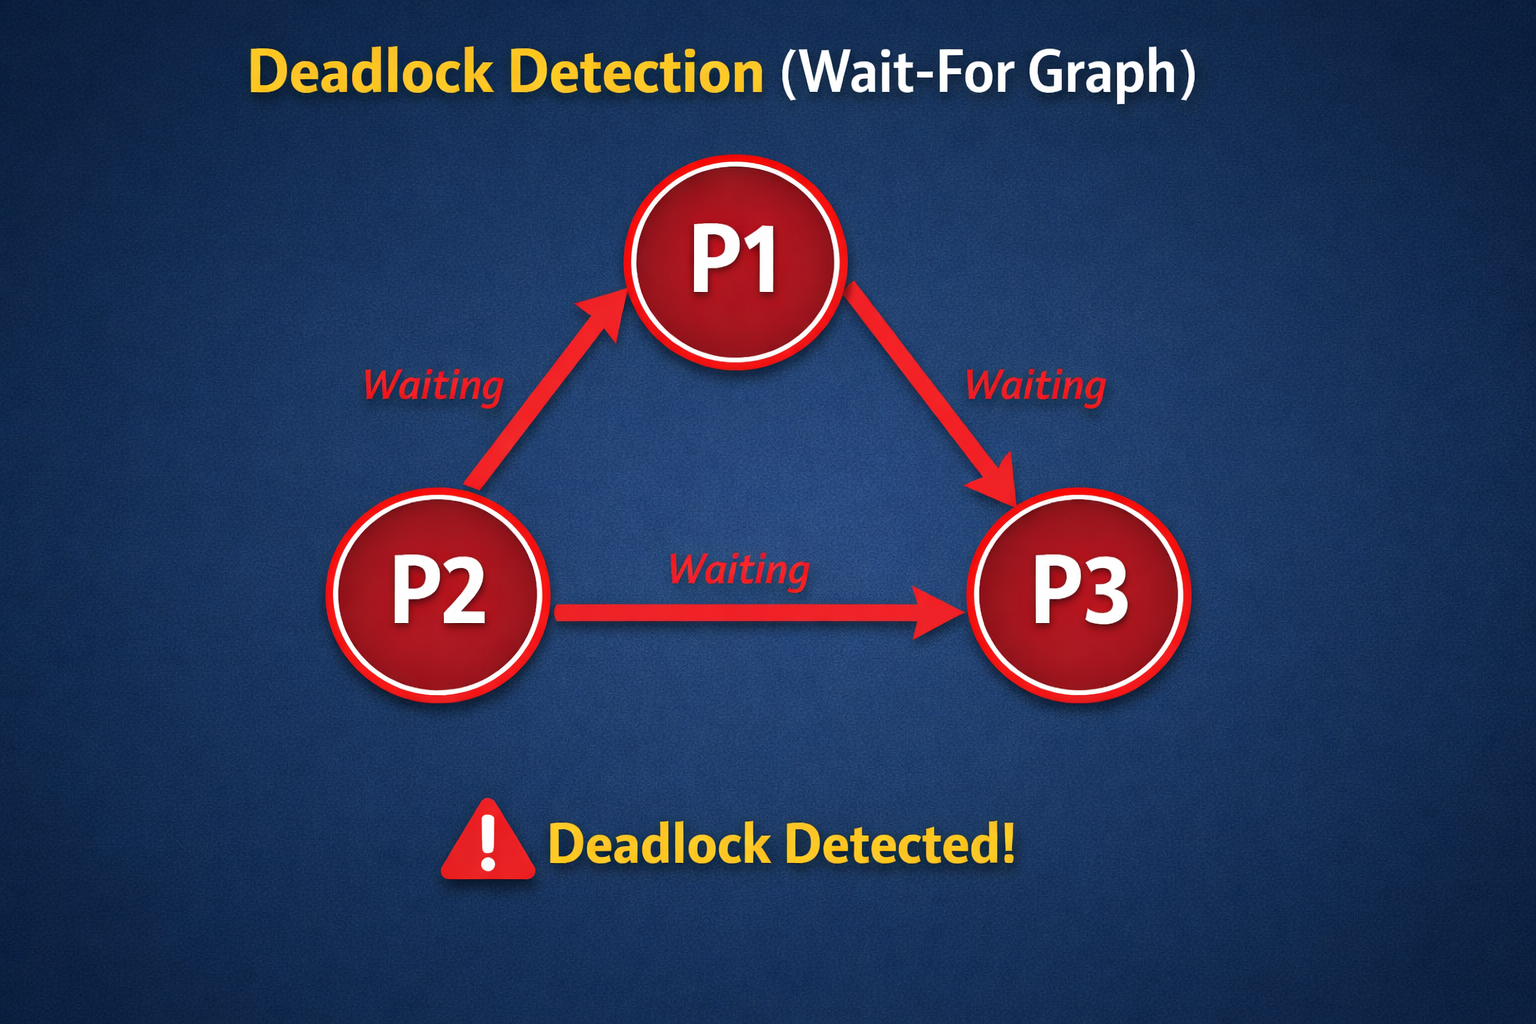 Deadlock Detection (Wait-For Graph)
P1
Waiting
Waiting
Waiting
P2
P3
Deadlock Detected!